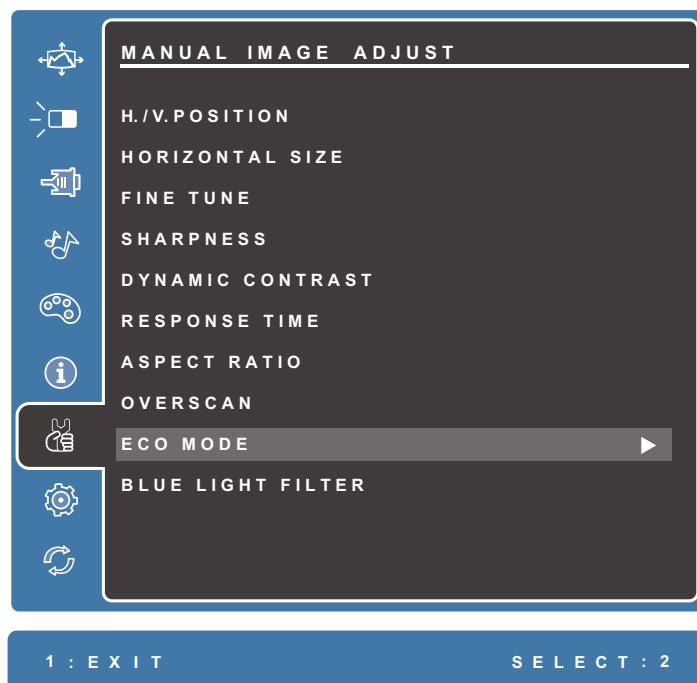 MANUAL IMAGE ADJUST
H./V.POSITION
HORIZONTAL SIZE
FINE TUNE
SHARPNESS
DYNAMIC CONTRAST
RESPONSE TIME
ASPECT RATIO
OVERSCAN
ECO MODE
BLUE LIGHT FILTER
1:EXIT SELECT:2